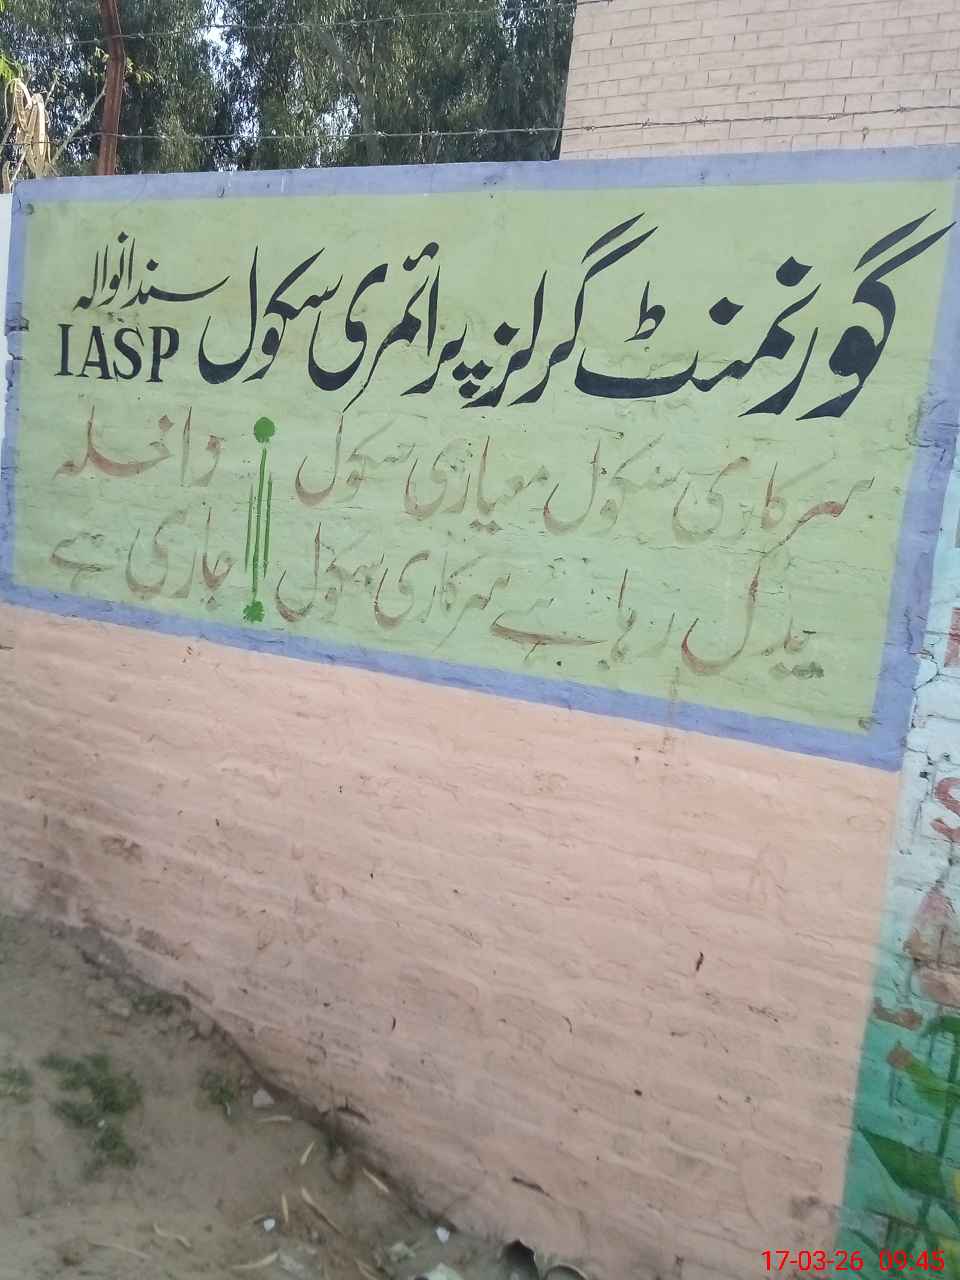 گورنمنٹ گرلز پرائمری سکول سندانوالہ
IASP
سرکاری سکول معیاری سکول
داخلہ
بدل رہا ہے سرکاری سکول
جاری ہے
17-03-26 09:45